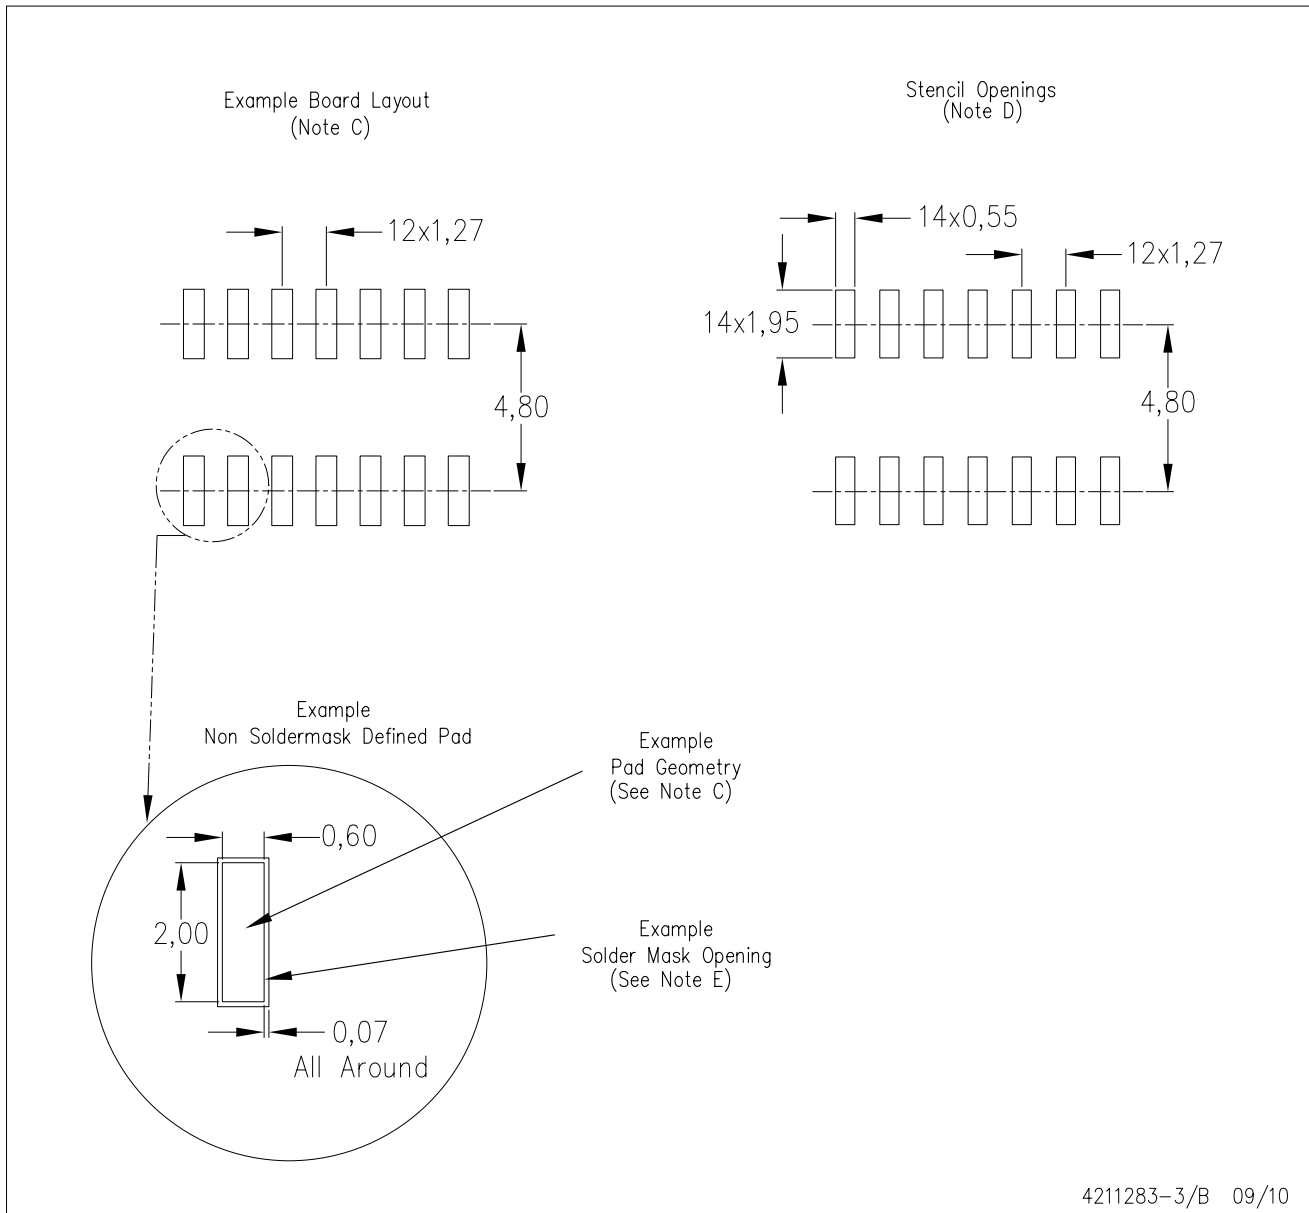 Example Board Layout
(Note C)
Stencil Openings
(Note D)
12x1,27
14x0,55
12x1,27
14x1,95
4,80
4,80
Example
Non Soldermask Defined Pad
Example
Pad Geometry
(See Note C)
0,60
2,00
Example
Solder Mask Opening
(See Note E)
0,07
All Around
4211283-3/B 09/10